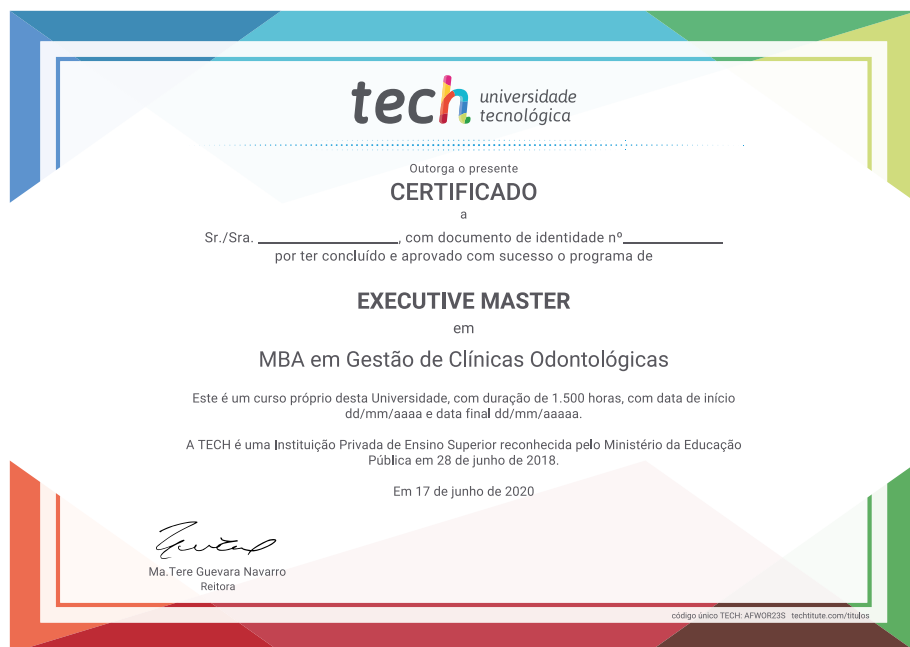 tech universidade
tecnológica
Outorga o presente
CERTIFICADO
a
Sr./Sra. ____________________, com documento de identidade nº______________
por ter concluído e aprovado com sucesso o programa de
EXECUTIVE MASTER
em
MBA em Gestão de Clínicas Odontológicas
Este é um curso próprio desta Universidade, com duração de 1.500 horas, com data de início
dd/mm/aaaa e data final dd/mm/aaaaa.
A TECH é uma Instituição Privada de Ensino Superior reconhecida pelo Ministério da Educação
Pública em 28 de junho de 2018.
Em 17 de junho de 2020
Ma.Tere Guevara Navarro
Reitora
código único TECH: AFWOR23S techtitute.com/titulos